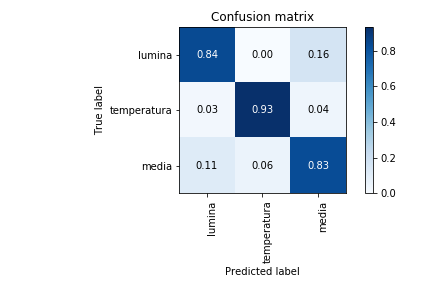 Confusion matrix
True label
lumina
0.84 0.00 0.16
temperatura
0.03 0.93 0.04
media
0.11 0.06 0.83
lumina
temperatura
media
Predicted label
0.8
0.6
0.4
0.2
0.0